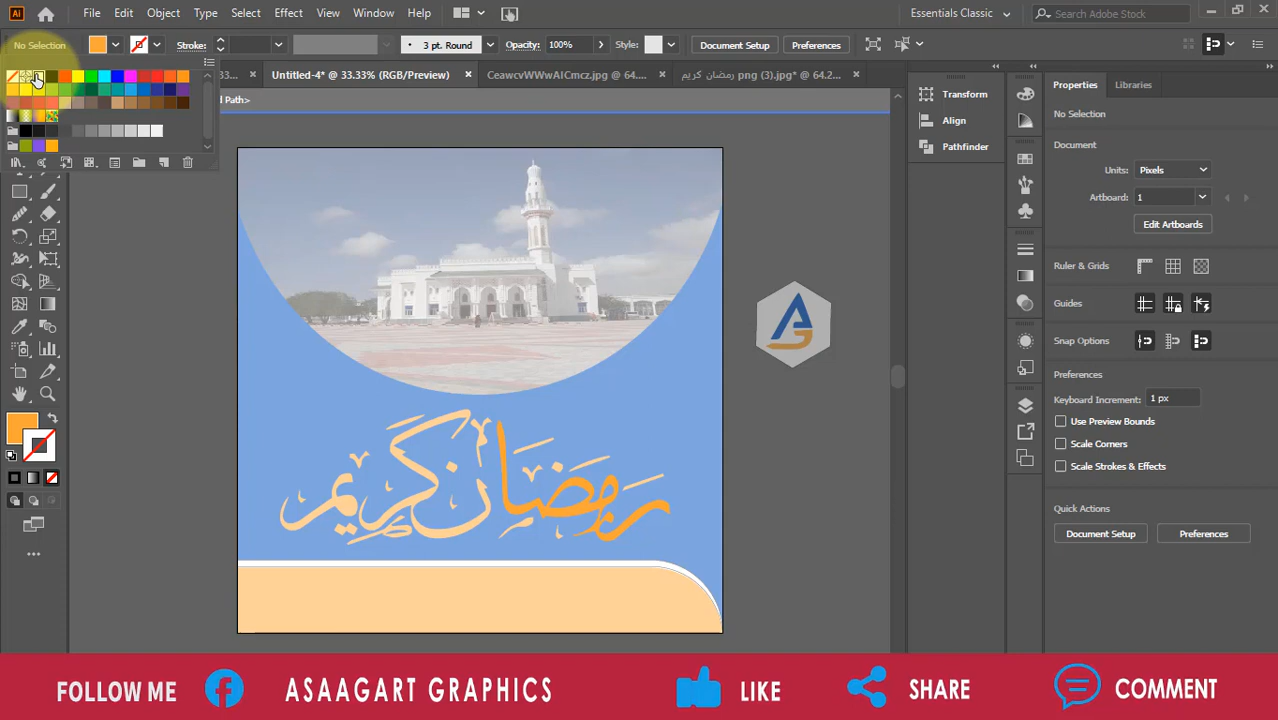 File Edit Object Type Select Effect View Window Help
Essentials Classic
Search Adobe Stock
No Selection
Stroke:
3 pt. Round
Opacity: 100%
Style:
Document Setup
Preferences
33...
Untitled-4* @ 33.33% (RGB/Preview)
CeawcvWWwAICmcz.jpg @ 64....
رمضان كريم png (3).jpg* @ 64.2...
d Path>
Transform
Align
Pathfinder
Properties
Libraries
No Selection
Document
Units: Pixels
Artboard: 1
Edit Artboards
Ruler & Grids
Guides
Snap Options
Preferences
Keyboard Increment: 1 px
Use Preview Bounds
Scale Corners
Scale Strokes & Effects
Quick Actions
Document Setup
Preferences
رمضان كريم
FOLLOW ME
ASAAGART GRAPHICS
LIKE
SHARE
COMMENT